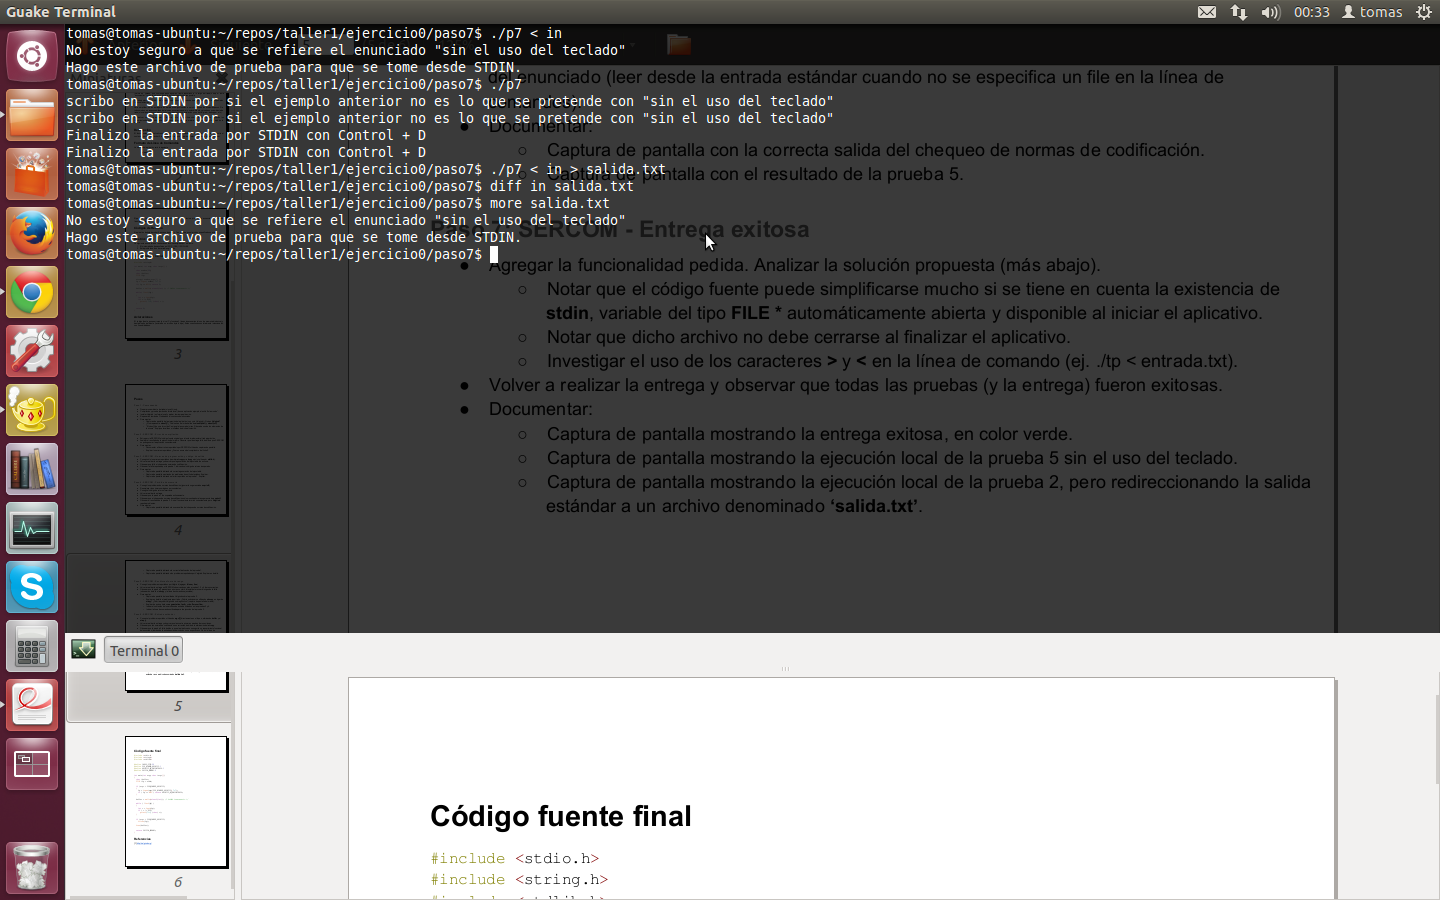 Guake Terminal
00:33
tomas
tomas@tomas-ubuntu:~/repos/taller1/ejercicio0/paso7$ ./p7 < in
No estoy seguro a que se refiere el enunciado "sin el uso del teclado"
Hago este archivo de prueba para que se tome desde STDIN.
tomas@tomas-ubuntu:~/repos/taller1/ejercicio0/paso7$ ./p7
scribo en STDIN por si el ejemplo anterior no es lo que se pretende con "sin el uso del teclado"
scribo en STDIN por si el ejemplo anterior no es lo que se pretende con "sin el uso del teclado"
Finalizo la entrada por STDIN con Control + D
Finalizo la entrada por STDIN con Control + D
tomas@tomas-ubuntu:~/repos/taller1/ejercicio0/paso7$ ./p7 < in > salida.txt
tomas@tomas-ubuntu:~/repos/taller1/ejercicio0/paso7$ diff in salida.txt
tomas@tomas-ubuntu:~/repos/taller1/ejercicio0/paso7$ more salida.txt
No estoy seguro a que se refiere el enunciado "sin el uso del teclado"
Hago este archivo de prueba para que se tome desde STDIN.
tomas@tomas-ubuntu:~/repos/taller1/ejercicio0/paso7$
del enunciado (leer desde la entrada estándar cuando no se especifica un file en la línea de
● Documentar:
○ Captura de pantalla con la correcta salida del chequeo de normas de codificación.
○ Captura de pantalla con el resultado de la prueba 5.
Paso 7: SERCOM - Entrega exitosa
● Agregar la funcionalidad pedida. Analizar la solución propuesta (más abajo).
○ Notar que el código fuente puede simplificarse mucho si se tiene en cuenta la existencia de
stdin, variable del tipo FILE * automáticamente abierta y disponible al iniciar el aplicativo.
○ Notar que dicho archivo no debe cerrarse al finalizar el aplicativo.
○ Investigar el uso de los caracteres > y < en la línea de comando (ej. ./tp < entrada.txt).
● Volver a realizar la entrega y observar que todas las pruebas (y la entrega) fueron exitosas.
● Documentar:
○ Captura de pantalla mostrando la entrega exitosa, en color verde.
○ Captura de pantalla mostrando la ejecución local de la prueba 5 sin el uso del teclado.
○ Captura de pantalla mostrando la ejecución local de la prueba 2, pero redireccionando la salida
estándar a un archivo denominado ‘salida.txt’.
3
4
Terminal 0
5
6
Código fuente final
#include <stdio.h>
#include <string.h>